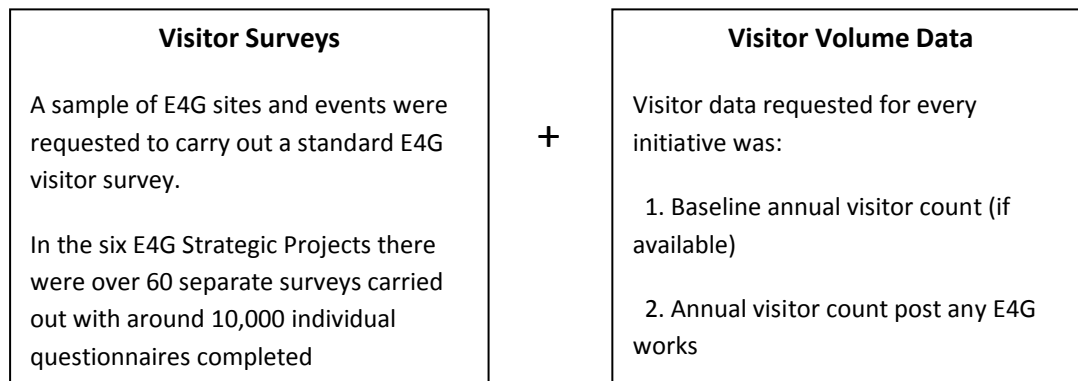 Visitor Surveys
A sample of E4G sites and events were
requested to carry out a standard E4G
visitor survey.
In the six E4G Strategic Projects there
were over 60 separate surveys carried
out with around 10,000 individual
questionnaires completed
+
Visitor Volume Data
Visitor data requested for every
initiative was:
1. Baseline annual visitor count (if
available)
2. Annual visitor count post any E4G
works